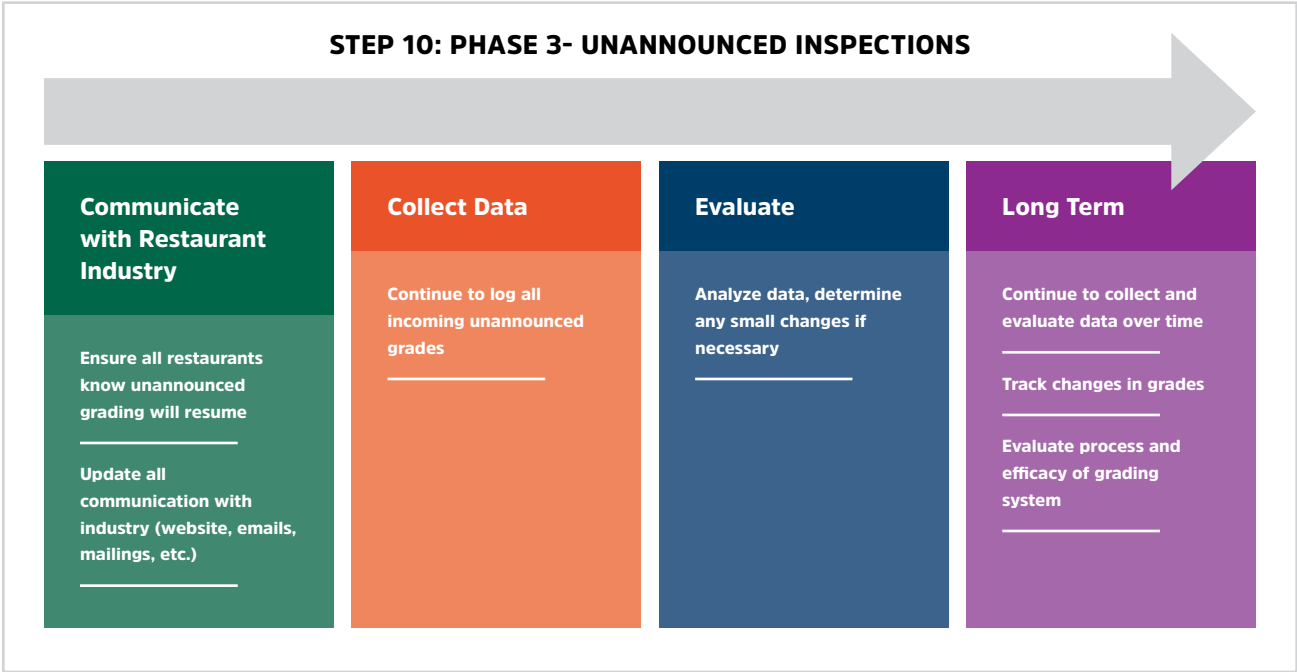 STEP 10: PHASE 3- UNANNOUNCED INSPECTIONS
Communicate
with Restaurant
Industry
Ensure all restaurants
know unannounced
grading will resume
Update all
communication with
industry (website, emails,
mailings, etc.)
Collect Data
Continue to log all
incoming unannounced
grades
Evaluate
Analyze data, determine
any small changes if
necessary
Long Term
Continue to collect and
evaluate data over time
Track changes in grades
Evaluate process and
efficacy of grading
system